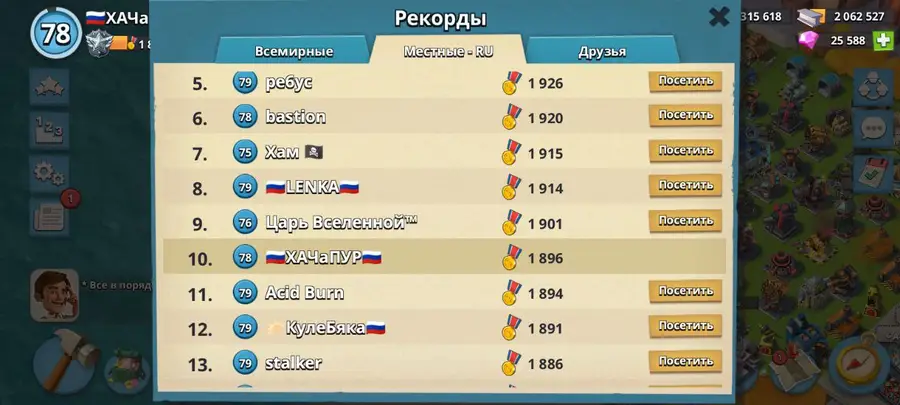 78
ХАЧа
Рекорды
315 618
2 062 527
25 588
Всемирные
Местные - RU
Друзья
5. 79 ребус 1 926 Посетить
6. 78 bastion 1 920 Посетить
7. 75 Хам 1 915 Посетить
8. 79 LENKA 1 914 Посетить
9. 76 Царь Вселенной™ 1 901 Посетить
10. 78 ХАЧаПУР 1 896
11. 79 Acid Burn 1 894 Посетить
12. 79 КулеБяка 1 891 Посетить
13. 79 stalker 1 886 Посетить
123
1
* Все в поряд